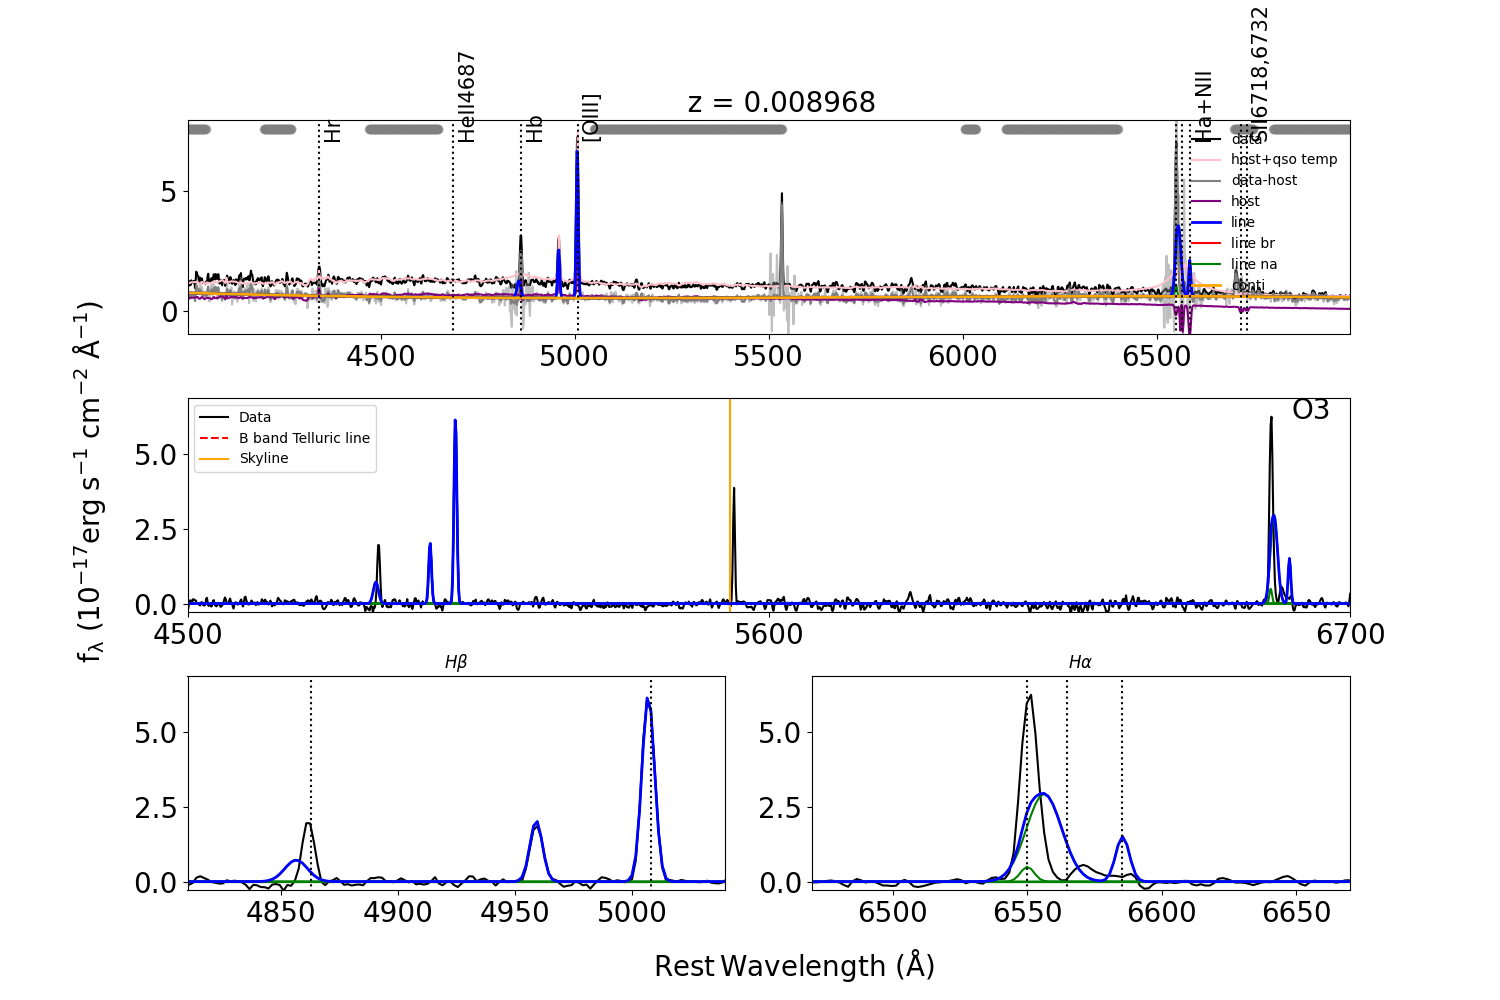 z = 0.008968
Hr
HeII4687
Hb
[OIII]
Ha+NII
SII6718,6732
data
host+qso temp
data-host
host
line
line br
line na
conti
5
0
4500 5000 5500 6000 6500
fλ (10⁻¹⁷erg s⁻¹ cm⁻² Å⁻¹)
Data
B band Telluric line
Skyline
O3
5.0
2.5
0.0
4500 5600 6700
Hβ
5.0
2.5
0.0
4850 4900 4950 5000
Hα
5.0
2.5
0.0
6500 6550 6600 6650
Rest Wavelength (Å)